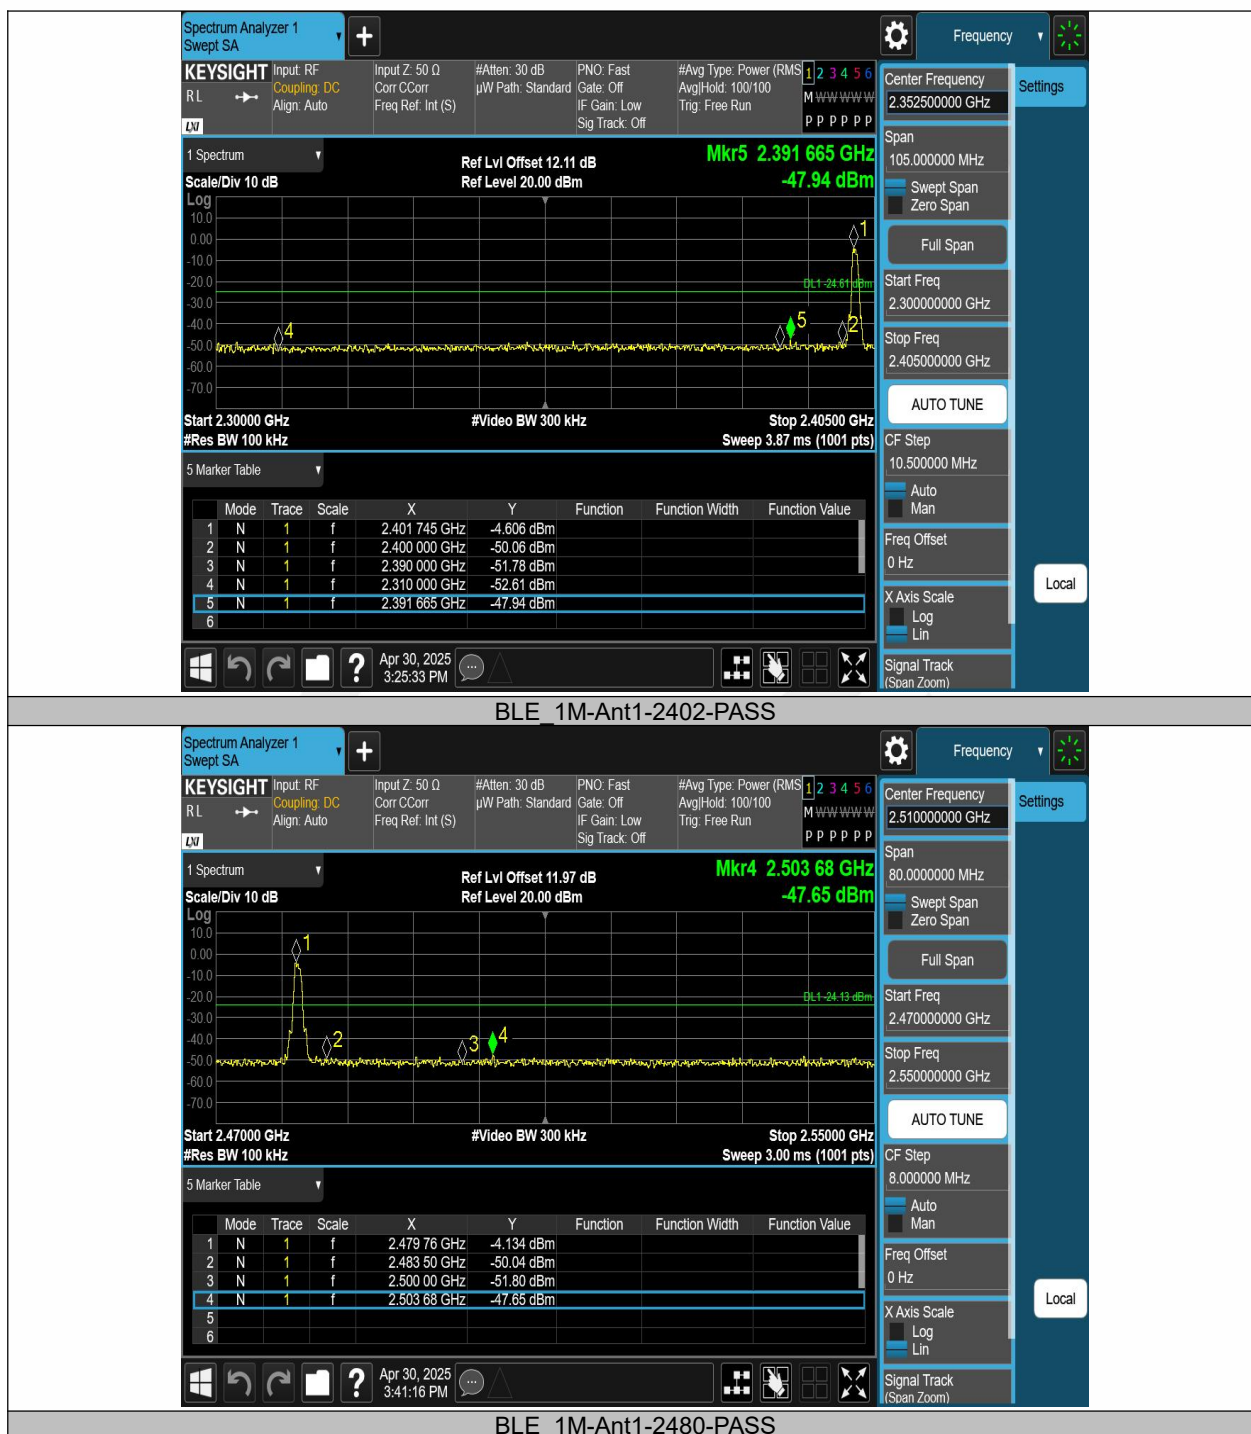 Spectrum Analyzer 1
Swept SA
Frequency
KEYSIGHT
RL
LXI
Input: RF
Coupling: DC
Align: Auto
Input Z: 50 Ω
Corr CCorr
Freq Ref: Int (S)
#Atten: 30 dB
µW Path: Standard
PNO: Fast
Gate: Off
IF Gain: Low
Sig Track: Off
#Avg Type: Power (RMS
Avg|Hold: 100/100
Trig: Free Run
1 2 3 4 5 6
M W W W W W
P P P P P P
1 Spectrum
Scale/Div 10 dB
Ref Lvl Offset 12.11 dB
Ref Level 20.00 dBm
Mkr5 2.391 665 GHz
-47.94 dBm
Log
10.0
0.00
-10.0
-20.0
-30.0
-40.0
-50.0
-60.0
-70.0
DL1 -24.61 dBm
1
4
5
2
Start 2.30000 GHz
#Video BW 300 kHz
Stop 2.40500 GHz
#Res BW 100 kHz
Sweep 3.87 ms (1001 pts)
5 Marker Table
Mode Trace Scale X Y Function Function Width Function Value
1 N 1 f 2.401 745 GHz -4.606 dBm
2 N 1 f 2.400 000 GHz -50.06 dBm
3 N 1 f 2.390 000 GHz -51.78 dBm
4 N 1 f 2.310 000 GHz -52.61 dBm
5 N 1 f 2.391 665 GHz -47.94 dBm
6
Apr 30, 2025
3:25:33 PM
Center Frequency
2.352500000 GHz
Settings
Span
105.000000 MHz
Swept Span
Zero Span
Full Span
Start Freq
2.300000000 GHz
Stop Freq
2.405000000 GHz
AUTO TUNE
CF Step
10.500000 MHz
Auto
Man
Freq Offset
0 Hz
Local
X Axis Scale
Log
Lin
Signal Track
(Span Zoom)
BLE_1M-Ant1-2402-PASS
Spectrum Analyzer 1
Swept SA
Frequency
KEYSIGHT
RL
LXI
Input: RF
Coupling: DC
Align: Auto
Input Z: 50 Ω
Corr CCorr
Freq Ref: Int (S)
#Atten: 30 dB
µW Path: Standard
PNO: Fast
Gate: Off
IF Gain: Low
Sig Track: Off
#Avg Type: Power (RMS
Avg|Hold: 100/100
Trig: Free Run
1 2 3 4 5 6
M W W W W W
P P P P P P
1 Spectrum
Scale/Div 10 dB
Ref Lvl Offset 11.97 dB
Ref Level 20.00 dBm
Mkr4 2.503 68 GHz
-47.65 dBm
Log
10.0
0.00
-10.0
-20.0
-30.0
-40.0
-50.0
-60.0
-70.0
DL1 -24.13 dBm
1
2
3
4
Start 2.47000 GHz
#Video BW 300 kHz
Stop 2.55000 GHz
#Res BW 100 kHz
Sweep 3.00 ms (1001 pts)
5 Marker Table
Mode Trace Scale X Y Function Function Width Function Value
1 N 1 f 2.479 76 GHz -4.134 dBm
2 N 1 f 2.483 50 GHz -50.04 dBm
3 N 1 f 2.500 00 GHz -51.80 dBm
4 N 1 f 2.503 68 GHz -47.65 dBm
5
6
Apr 30, 2025
3:41:16 PM
Center Frequency
2.510000000 GHz
Settings
Span
80.0000000 MHz
Swept Span
Zero Span
Full Span
Start Freq
2.470000000 GHz
Stop Freq
2.550000000 GHz
AUTO TUNE
CF Step
8.000000 MHz
Auto
Man
Freq Offset
0 Hz
Local
X Axis Scale
Log
Lin
Signal Track
(Span Zoom)
BLE_1M-Ant1-2480-PASS